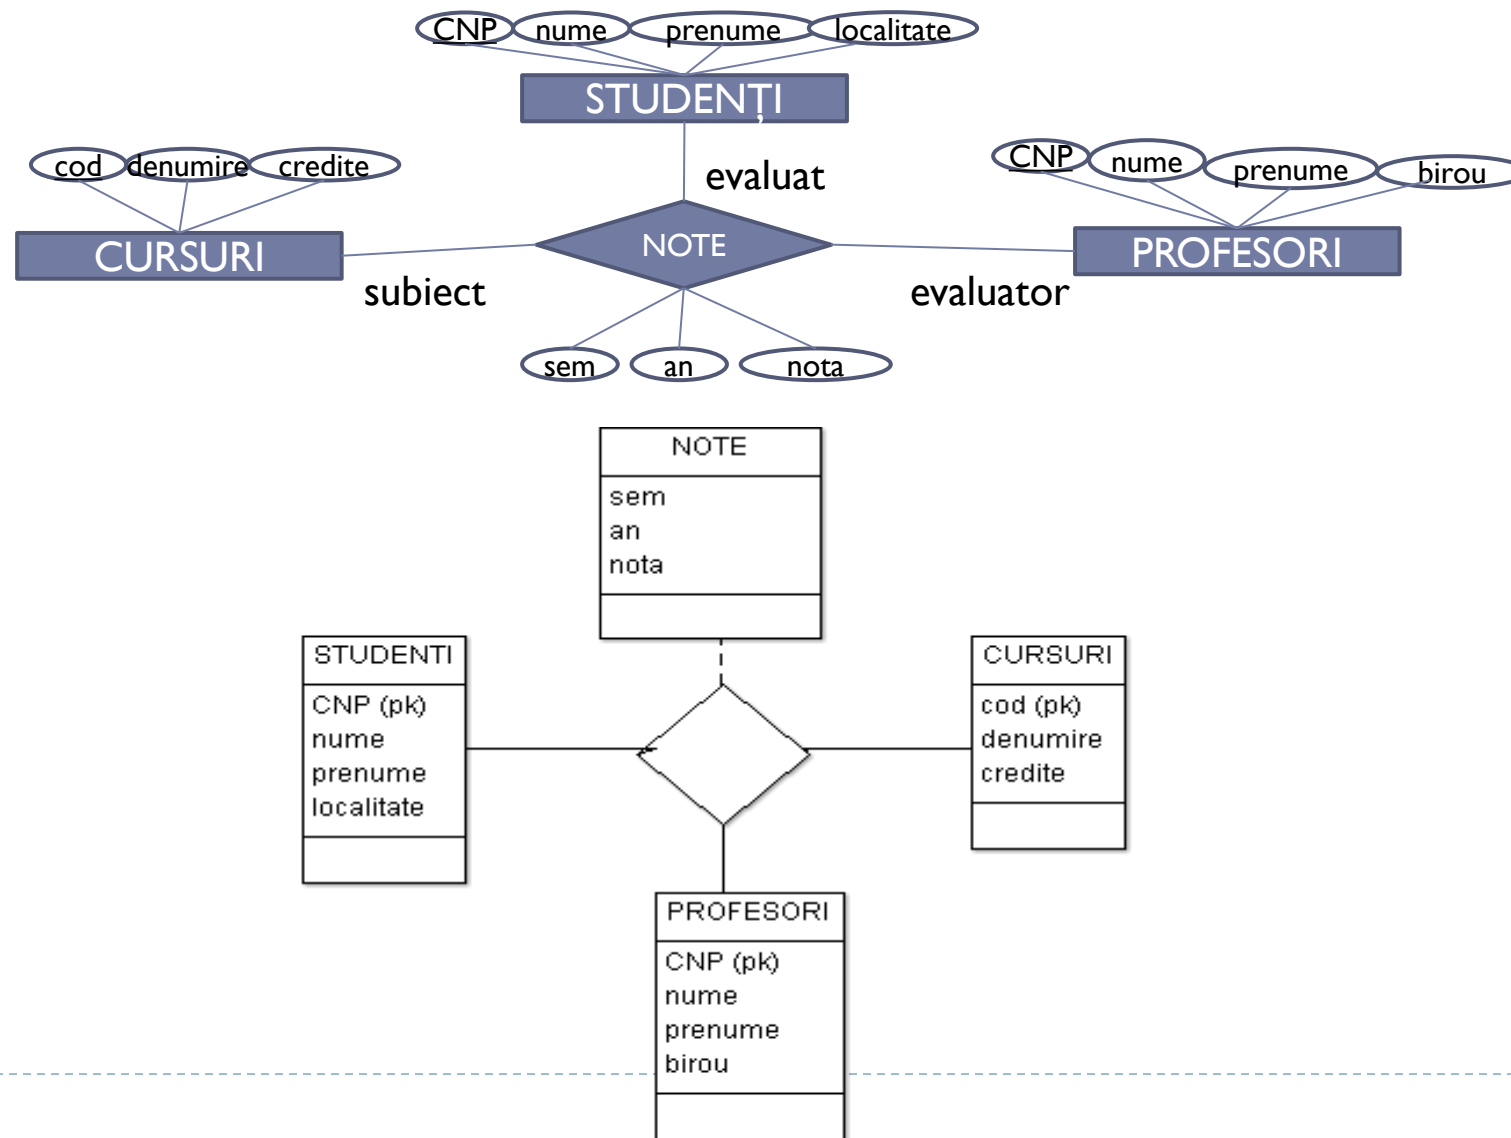 CNP nume prenume localitate
STUDENȚI
cod denumire credite
CNP nume prenume birou
evaluat
CURSURI
NOTE
PROFESORI
subiect
evaluator
sem an nota
NOTE
sem
an
nota
STUDENTI
CNP (pk)
nume
prenume
localitate
CURSURI
cod (pk)
denumire
credite
PROFESORI
CNP (pk)
nume
prenume
birou